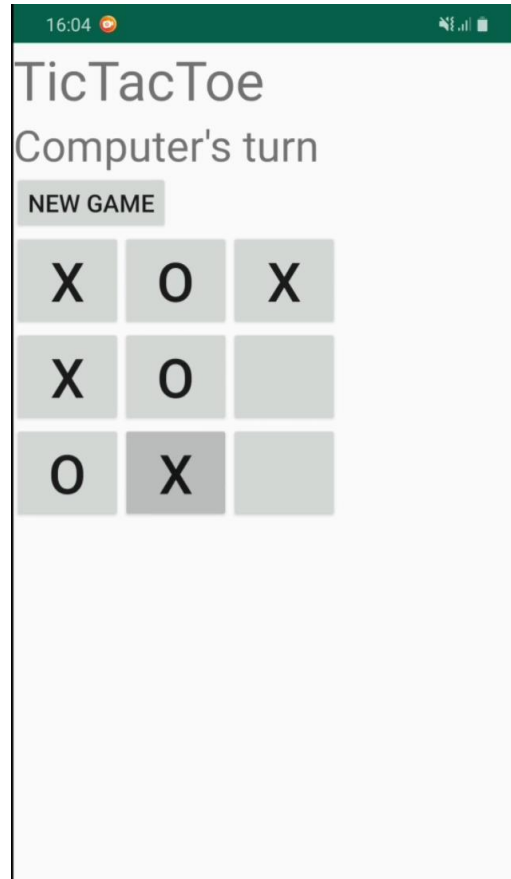 16:04
TicTacToe
Computer's turn
NEW GAME
X O X
X O
O X